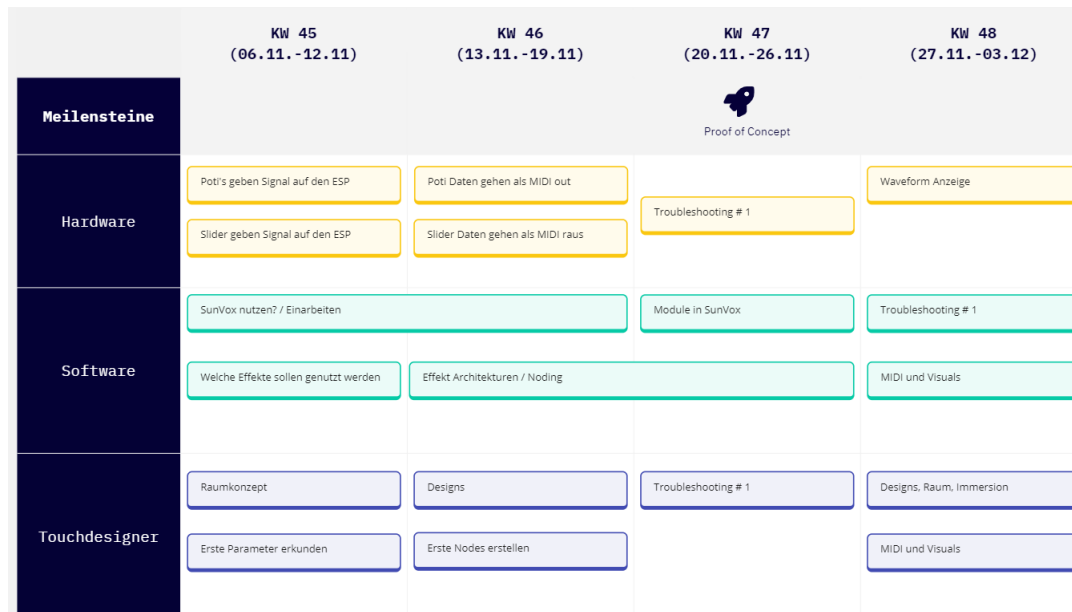 KW 45
(06.11.-12.11)
KW 46
(13.11.-19.11)
KW 47
(20.11.-26.11)
KW 48
(27.11.-03.12)
Meilensteine
Proof of Concept
Hardware
Poti's geben Signal auf den ESP
Poti Daten gehen als MIDI out
Troubleshooting # 1
Waveform Anzeige
Slider geben Signal auf den ESP
Slider Daten gehen als MIDI raus
Software
SunVox nutzen? / Einarbeiten
Module in SunVox
Troubleshooting # 1
Welche Effekte sollen genutzt werden
Effekt Architekturen / Noding
MIDI und Visuals
Touchdesigner
Raumkonzept
Designs
Troubleshooting # 1
Designs, Raum, Immersion
Erste Parameter erkunden
Erste Nodes erstellen
MIDI und Visuals